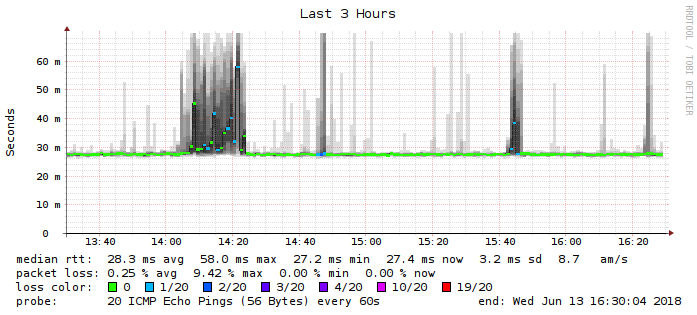 Last 3 Hours
RRDTOOL / TOBI OETIKER
Seconds
60 m
50 m
40 m
30 m
20 m
10 m
0
13:40 14:00 14:20 14:40 15:00 15:20 15:40 16:00 16:20
median rtt: 28.3 ms avg 58.0 ms max 27.2 ms min 27.4 ms now 3.2 ms sd 8.7 am/s
packet loss: 0.25 % avg 9.42 % max 0.00 % min 0.00 % now
loss color: 0 1/20 2/20 3/20 4/20 10/20 19/20
probe: 20 ICMP Echo Pings (56 Bytes) every 60s end: Wed Jun 13 16:30:04 2018